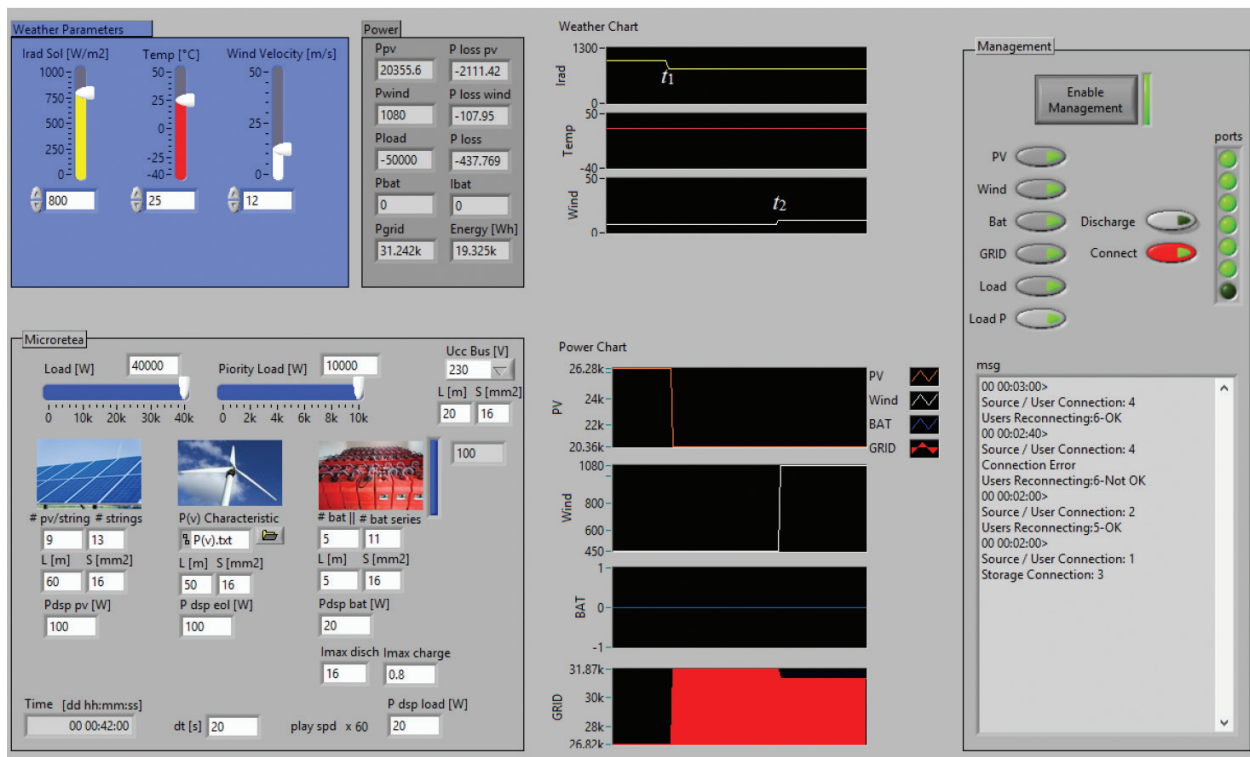 Weather Parameters
Irad Sol [W/m2] Temp [°C] Wind Velocity [m/s]
1000 50 50
750 25
500 0 25
250 -25
0 -40 0
800 25 12
Power
Ppv P loss pv
20355.6 -2111.42
Pwind P loss wind
1080 -107.95
Pload P loss
-50000 -437.769
Pbat Ibat
0 0
Pgrid Energy [Wh]
31.242k 19.325k
Weather Chart
1300
Irad
t1
0
50
Temp
-40
50
Wind
t2
0
Management
Enable
Management
ports
PV
Wind
Bat Discharge
GRID Connect
Load
Load P
Microretea
Load [W] 40000 Piority Load [W] 10000
0 10k 20k 30k 40k 0 2k 4k 6k 8k 10k
Ucc Bus [V]
230
L [m] S [mm2]
20 16
100
# pv/string # strings
9 13
L [m] S [mm2]
60 16
Pdsp pv [W]
100
P(v) Characteristic
P(v).txt
L [m] S [mm2]
50 16
P dsp eol [W]
100
# bat || # bat series
5 11
L [m] S [mm2]
5 16
Pdsp bat [W]
20
Imax disch Imax charge
16 0.8
Time [dd hh:mm:ss]
00 00:42:00
dt [s] 20
play spd x 60
P dsp load [W]
20
Power Chart
26.28k
24k
PV
22k
20.36k
1080
Wind
800
600
450
1
BAT
0
-1
31.87k
GRID
30k
28k
26.82k
PV
Wind
BAT
GRID
msg
00 00:03:00>
Source / User Connection: 4
Users Reconnecting:6-OK
00 00:02:40>
Source / User Connection: 4
Connection Error
Users Reconnecting:6-Not OK
00 00:02:00>
Source / User Connection: 2
Users Reconnecting:5-OK
00 00:02:00>
Source / User Connection: 1
Storage Connection: 3